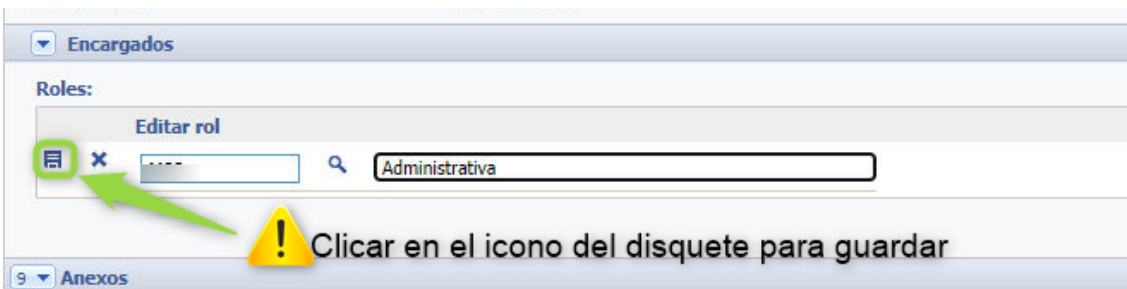 Encargados
Roles:
Editar rol
Administrativa
Clicar en el icono del disquete para guardar
9 Anexos